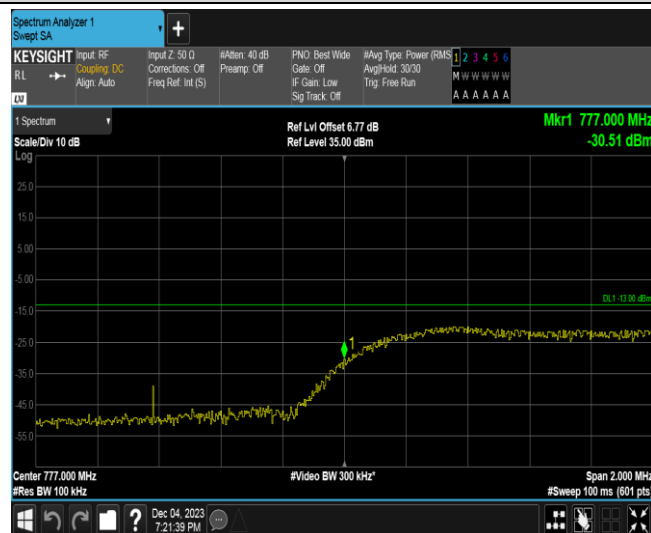 Spectrum Analyzer 1
Swept SA
+
KEYSIGHT
RL
LXI
Input: RF
Coupling: DC
Align: Auto
Input Z: 50 Ω
Corrections: Off
Freq Ref: Int (S)
#Atten: 40 dB
Preamp: Off
PNO: Best Wide
Gate: Off
IF Gain: Low
Sig Track: Off
#Avg Type: Power (RMS
Avg|Hold: 30/30
Trig: Free Run
1 2 3 4 5 6
M W W W W W
A A A A A A
1 Spectrum
Scale/Div 10 dB
Log
Ref Lvl Offset 6.77 dB
Ref Level 35.00 dBm
Mkr1 777.000 MHz
-30.51 dBm
25.0
15.0
5.00
-5.00
DL1 -13.00 dBm
-15.0
-25.0
1
-35.0
-45.0
-55.0
Center 777.000 MHz
#Res BW 100 kHz
#Video BW 300 kHz*
Span 2.000 MHz
#Sweep 100 ms (601 pts)
?
Dec 04, 2023
7:21:39 PM